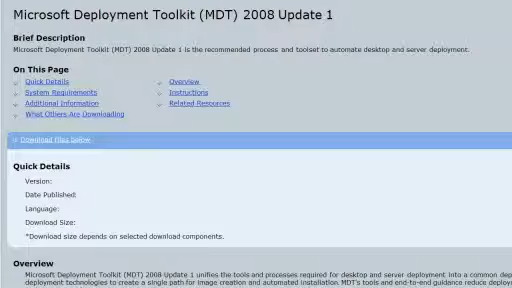 Microsoft Deployment Toolkit (MDT) 2008 Update 1
Brief Description
Microsoft Deployment Toolkit (MDT) 2008 Update 1 is the recommended process and toolset to automate desktop and server deployment.
On This Page
Quick Details
Overview
System Requirements
Instructions
Additional Information
Related Resources
What Others Are Downloading
Download files below
Quick Details
Version:
Date Published:
Language:
Download Size:
*Download size depends on selected download components.
Overview
Microsoft Deployment Toolkit (MDT) 2008 Update 1 unifies the tools and processes required for desktop and server deployment into a common dep
deployment technologies to create a single path for image creation and automated installation. MDT's tools and end-to-end guidance reduce deploy